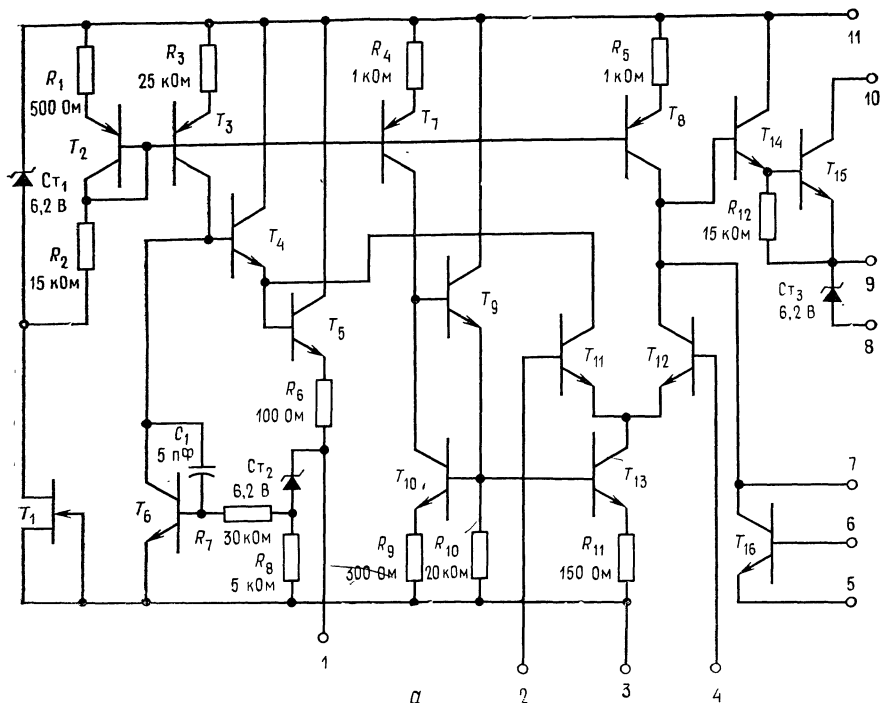 11
R1
500 Ом
R3
25 кОм
R4
1 кОм
R5
1 кОм
10
T2
T3
T7
T8
T14
T15
Ст1
6,2 В
R2
15 кОм
T4
R12
15 кОм
9
Ст3
6,2 В
8
T9
T5
T11
T12
R6
100 Ом
C1
5 пФ
Ст2
6,2 В
T10
T13
7
T1
T6
R7
30 кОм
R8
5 кОм
R9
300 Ом
R10
20 кОм
R11
150 Ом
T16
6
5
1
2
3
4
а